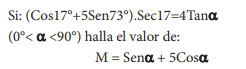 Si: (Cos17°+5Sen73°).Sec17=4Tanα
(0°< α <90°) halla el valor de:
M = Senα + 5Cosα